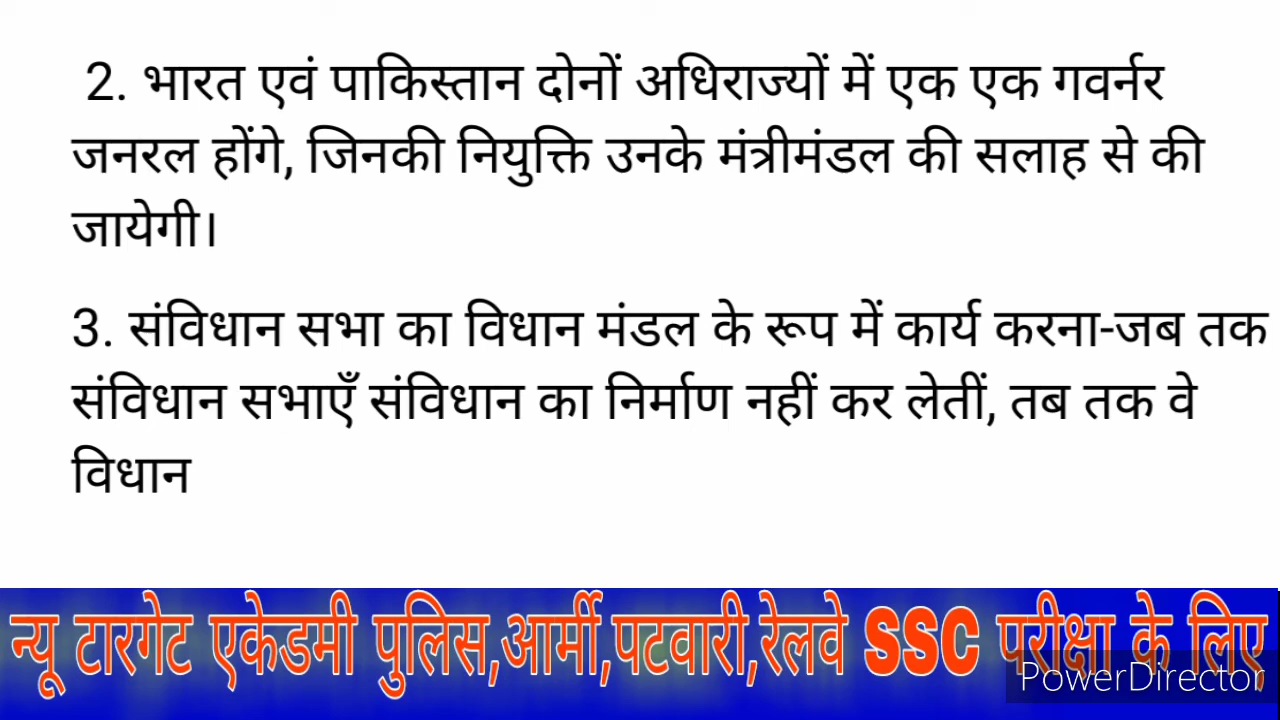 2. भारत एवं पाकिस्तान दोनों अधिराज्यों में एक एक गवर्नर
जनरल होंगे, जिनकी नियुक्ति उनके मंत्रीमंडल की सलाह से की
जायेगी।
3. संविधान सभा का विधान मंडल के रूप में कार्य करना-जब तक
संविधान सभाएँ संविधान का निर्माण नहीं कर लेतीं, तब तक वे
विधान
न्यू टारगेट एकेडमी पुलिस,आर्मी,पटवारी,रेलवे SSC परीक्षा के लिए
PowerDirector